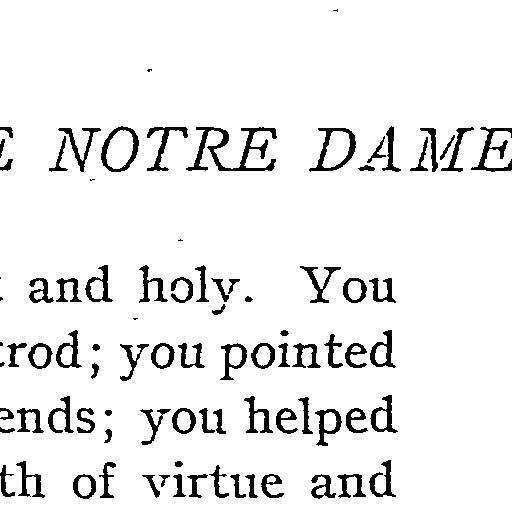 E NOTRE DAME
and holy. You
trod; you pointed
ends; you helped
th of virtue and